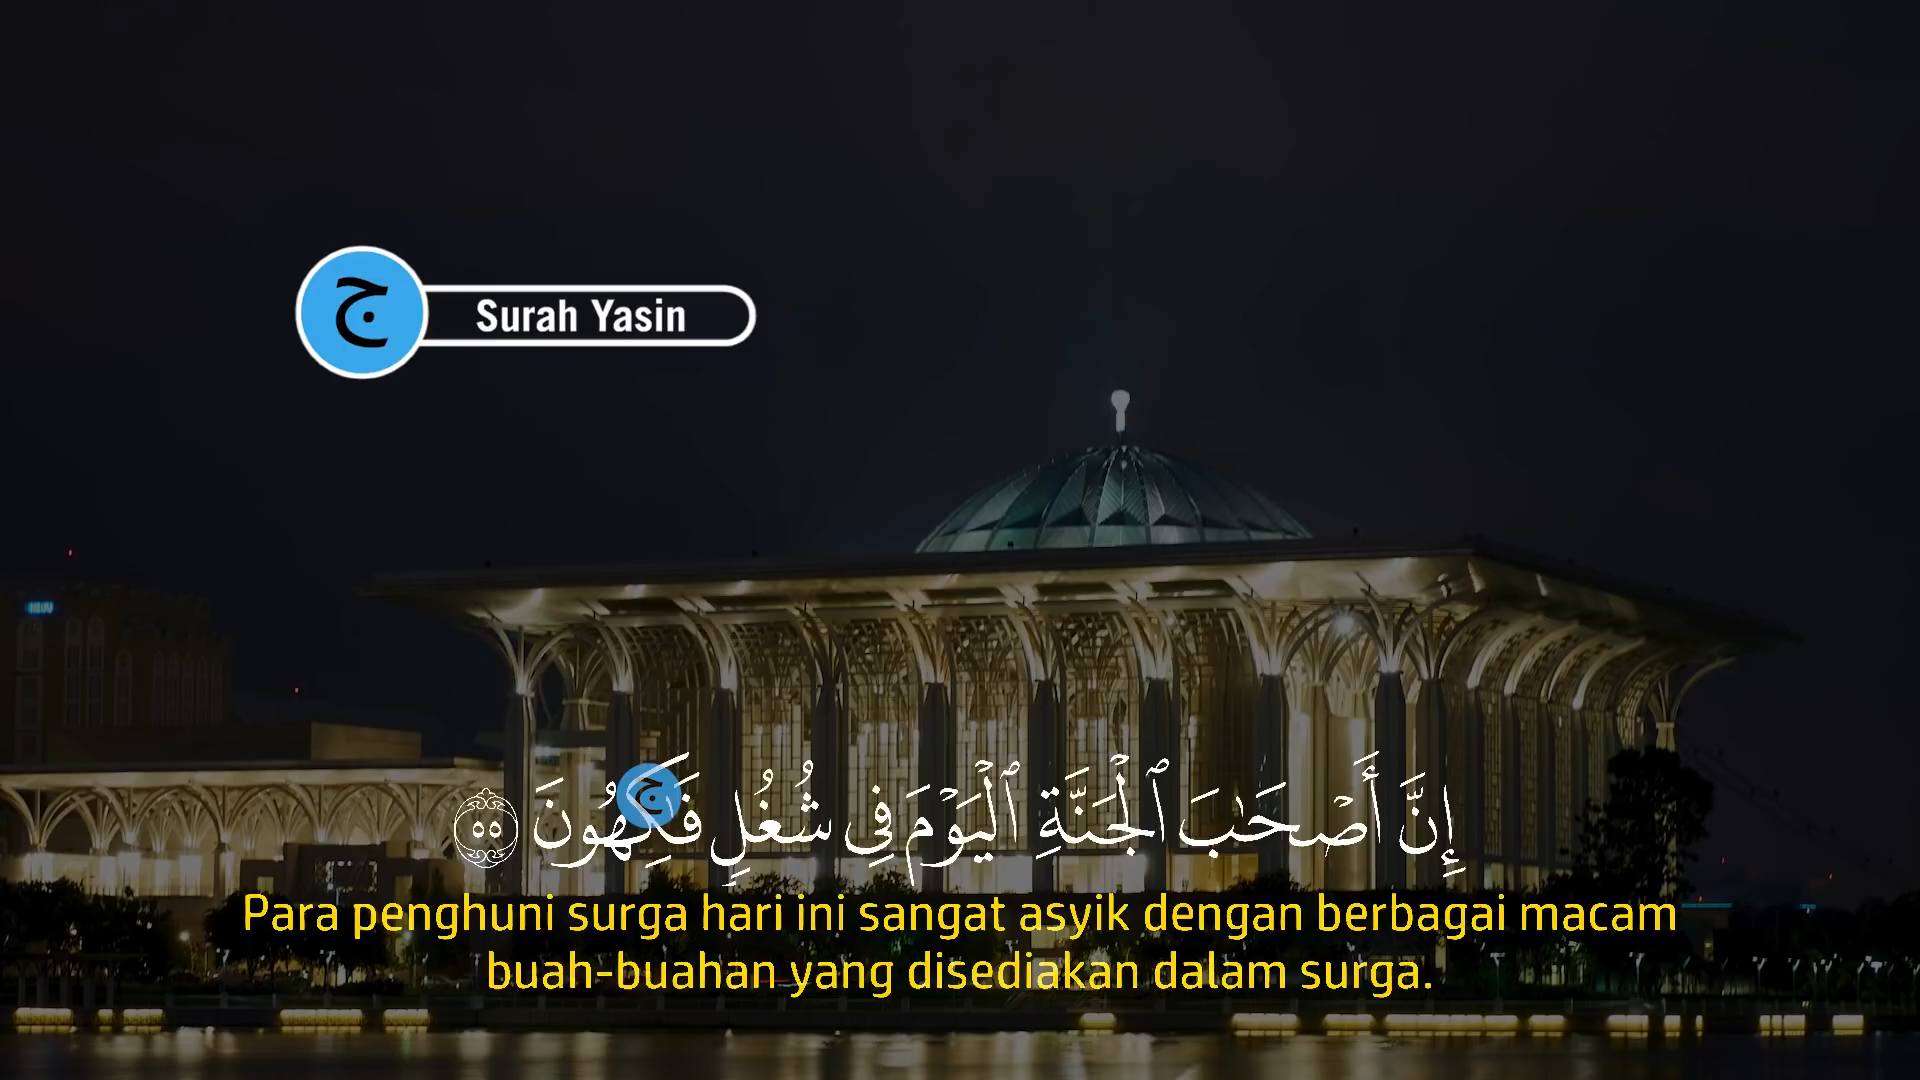 ج
Surah Yasin
إِنَّ أَصْحَٰبَ ٱلْجَنَّةِ ٱلْيَوْمَ فِى شُغُلٍ فَٰكِهُونَ ٥٥
ج
Para penghuni surga hari ini sangat asyik dengan berbagai macam
buah-buahan yang disediakan dalam surga.